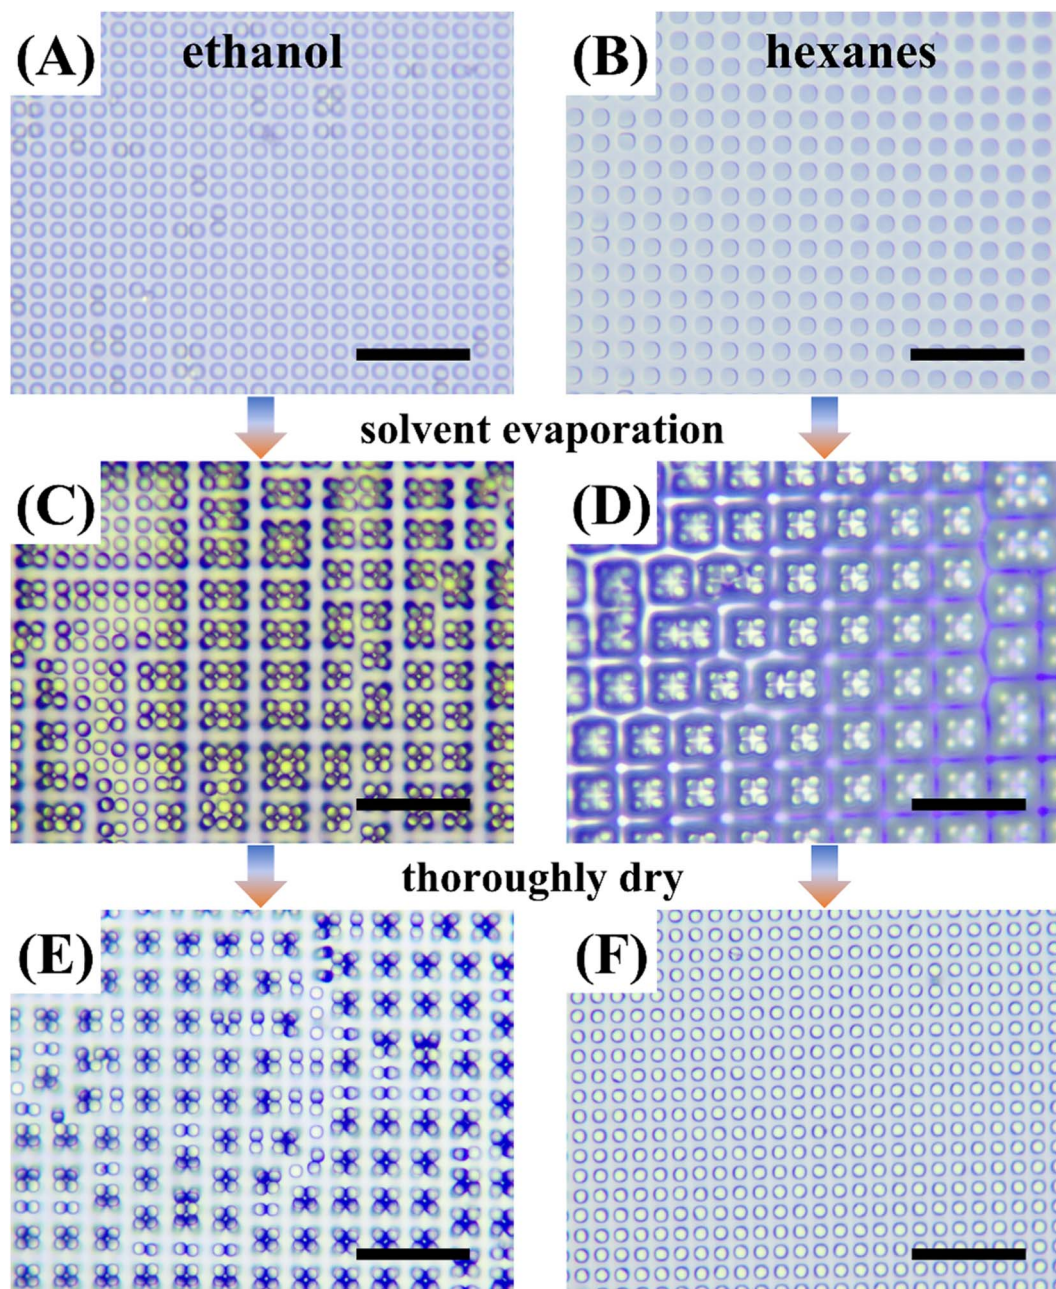 (A) ethanol
(B) hexanes
solvent evaporation
(C)
(D)
thoroughly dry
(E)
(F)